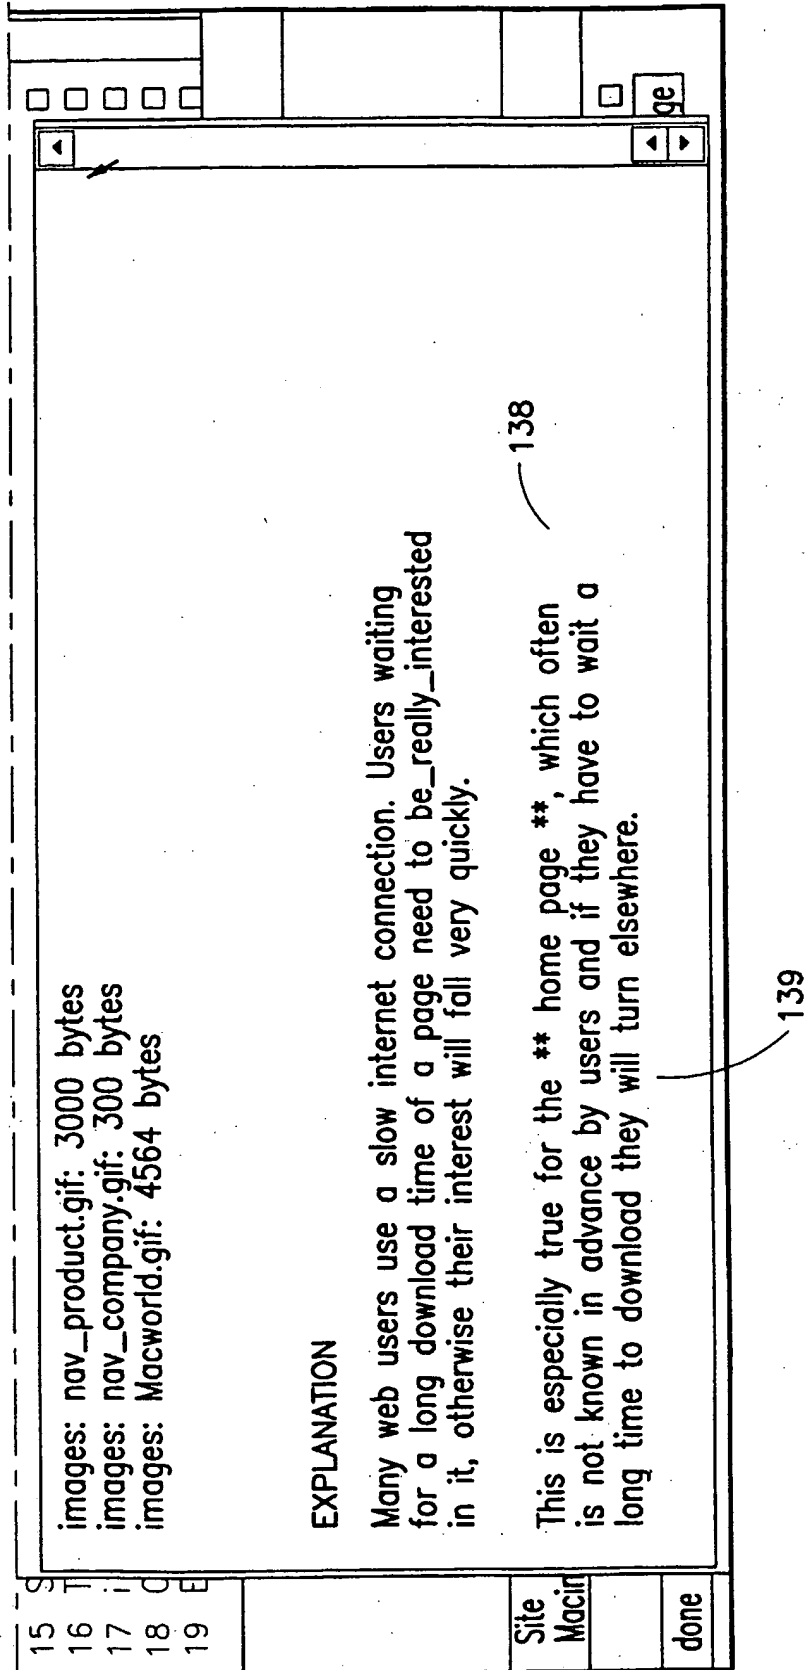 15 S
16 T
17
18
19 E
images: nav_product.gif: 3000 bytes
images: nav_company.gif: 300 bytes
images: Macworld.gif: 4564 bytes
EXPLANATION
Many web users use a slow internet connection. Users waiting
for a long download time of a page need to be_really_interested
in it, otherwise their interest will fall very quickly.
This is especially true for the ** home page **, which often
is not known in advance by users and if they have to wait a
long time to download they will turn elsewhere.
138
139
Site
Macin
done
ge